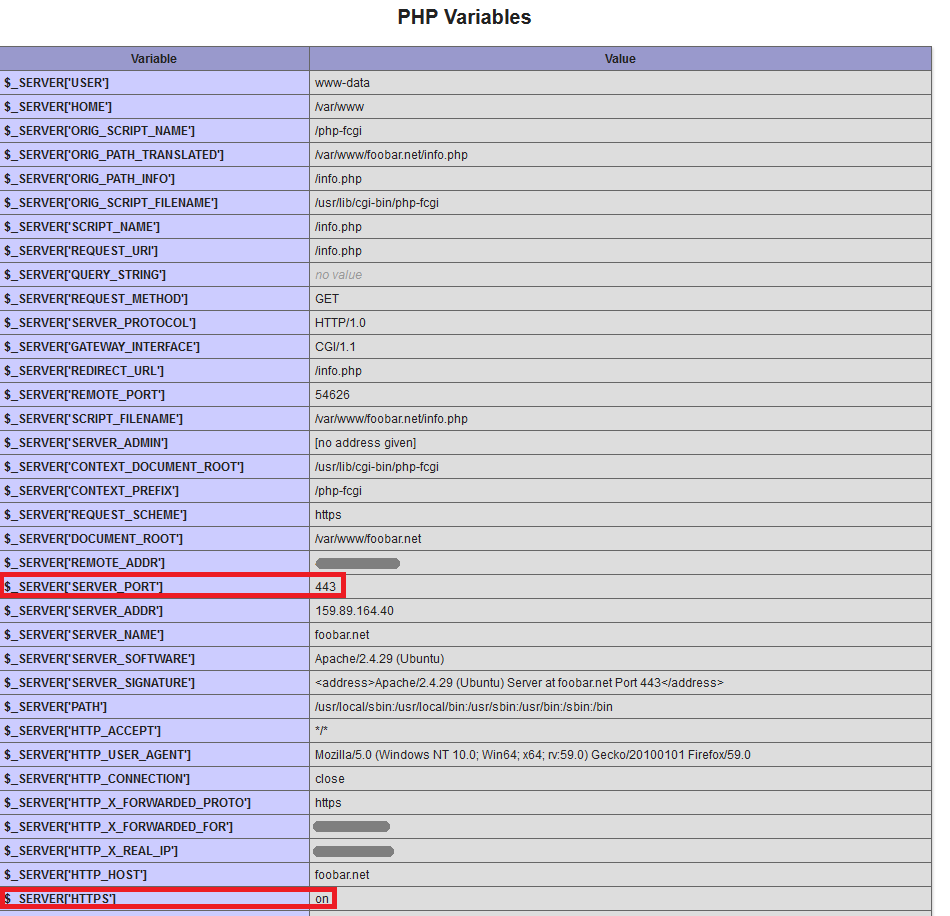 PHP Variables
Variable Value
$_SERVER['USER'] www-data
$_SERVER['HOME'] /var/www
$_SERVER['ORIG_SCRIPT_NAME'] /php-fcgi
$_SERVER['ORIG_PATH_TRANSLATED'] /var/www/foobar.net/info.php
$_SERVER['ORIG_PATH_INFO'] /info.php
$_SERVER['ORIG_SCRIPT_FILENAME'] /usr/lib/cgi-bin/php-fcgi
$_SERVER['SCRIPT_NAME'] /info.php
$_SERVER['REQUEST_URI'] /info.php
$_SERVER['QUERY_STRING'] no value
$_SERVER['REQUEST_METHOD'] GET
$_SERVER['SERVER_PROTOCOL'] HTTP/1.0
$_SERVER['GATEWAY_INTERFACE'] CGI/1.1
$_SERVER['REDIRECT_URL'] /info.php
$_SERVER['REMOTE_PORT'] 54626
$_SERVER['SCRIPT_FILENAME'] /var/www/foobar.net/info.php
$_SERVER['SERVER_ADMIN'] [no address given]
$_SERVER['CONTEXT_DOCUMENT_ROOT'] /usr/lib/cgi-bin/php-fcgi
$_SERVER['CONTEXT_PREFIX'] /php-fcgi
$_SERVER['REQUEST_SCHEME'] https
$_SERVER['DOCUMENT_ROOT'] /var/www/foobar.net
$_SERVER['REMOTE_ADDR']
$_SERVER['SERVER_PORT'] 443
$_SERVER['SERVER_ADDR'] 159.89.164.40
$_SERVER['SERVER_NAME'] foobar.net
$_SERVER['SERVER_SOFTWARE'] Apache/2.4.29 (Ubuntu)
$_SERVER['SERVER_SIGNATURE'] <address>Apache/2.4.29 (Ubuntu) Server at foobar.net Port 443</address>
$_SERVER['PATH'] /usr/local/sbin:/usr/local/bin:/usr/sbin:/usr/bin:/sbin:/bin
$_SERVER['HTTP_ACCEPT'] */*
$_SERVER['HTTP_USER_AGENT'] Mozilla/5.0 (Windows NT 10.0; Win64; x64; rv:59.0) Gecko/20100101 Firefox/59.0
$_SERVER['HTTP_CONNECTION'] close
$_SERVER['HTTP_X_FORWARDED_PROTO'] https
$_SERVER['HTTP_X_FORWARDED_FOR']
$_SERVER['HTTP_X_REAL_IP']
$_SERVER['HTTP_HOST'] foobar.net
$_SERVER['HTTPS'] on